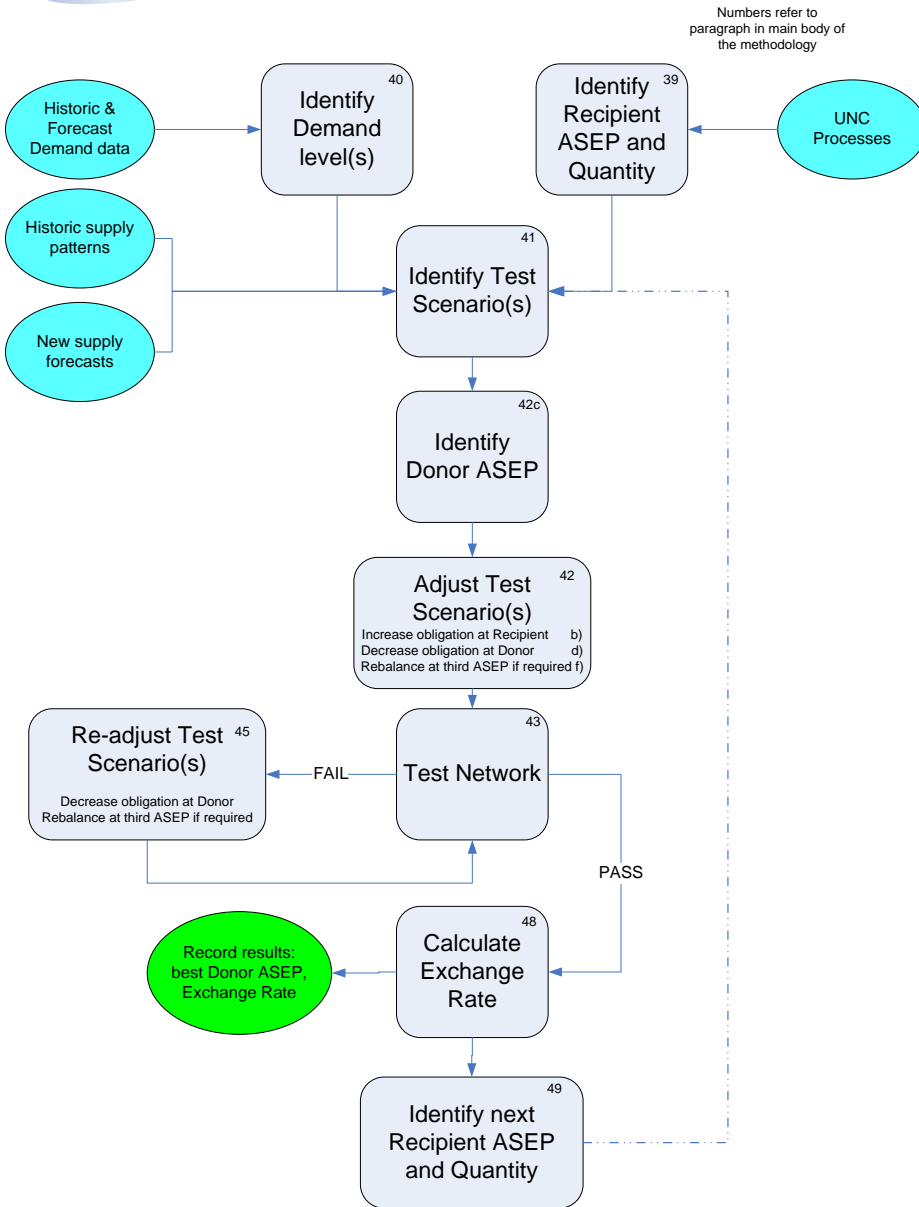 Numbers refer to
paragraph in main body of
the methodology
Historic &
Forecast
Demand data
40
Identify
Demand
level(s)
39
Identify
Recipient
ASEP and
Quantity
UNC
Processes
Historic supply
patterns
New supply
forecasts
41
Identify Test
Scenario(s)
42c
Identify
Donor ASEP
42
Adjust Test
Scenario(s)
Increase obligation at Recipient b)
Decrease obligation at Donor d)
Rebalance at third ASEP if required f)
Re-adjust Test 45
Scenario(s)
Decrease obligation at Donor
Rebalance at third ASEP if required
FAIL
43
Test Network
PASS
Record results:
best Donor ASEP,
Exchange Rate
48
Calculate
Exchange
Rate
49
Identify next
Recipient ASEP
and Quantity